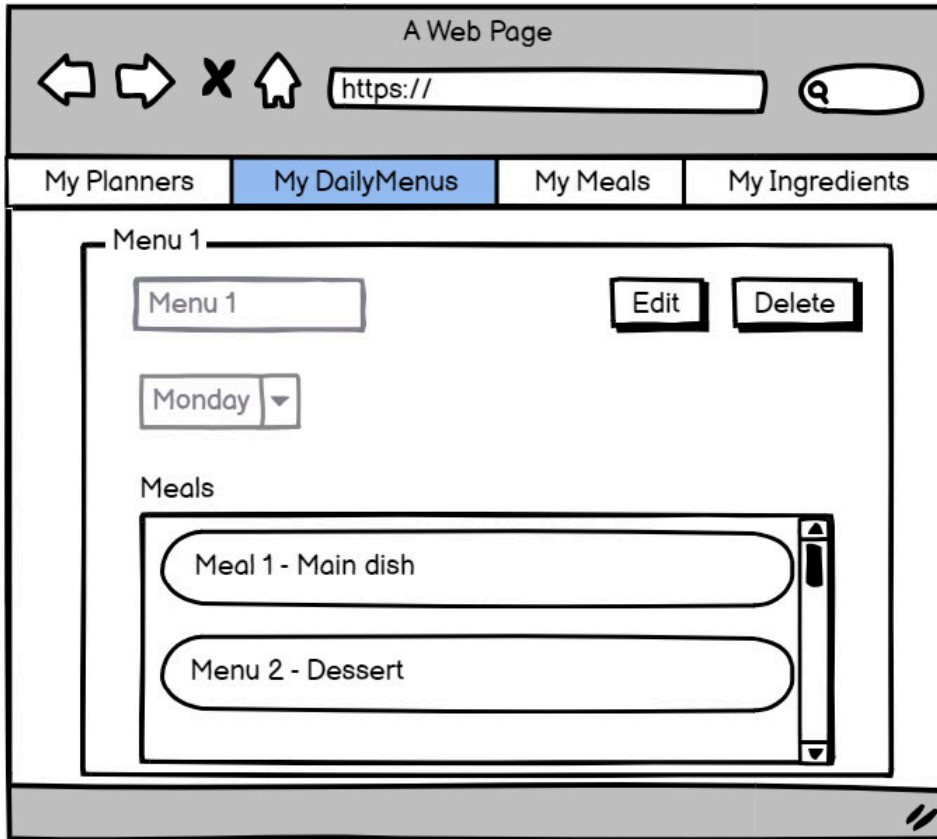 A Web Page
https://
My Planners My DailyMenus My Meals My Ingredients
Menu 1
Menu 1 Edit Delete
Monday
Meals
Meal 1 - Main dish
Menu 2 - Dessert